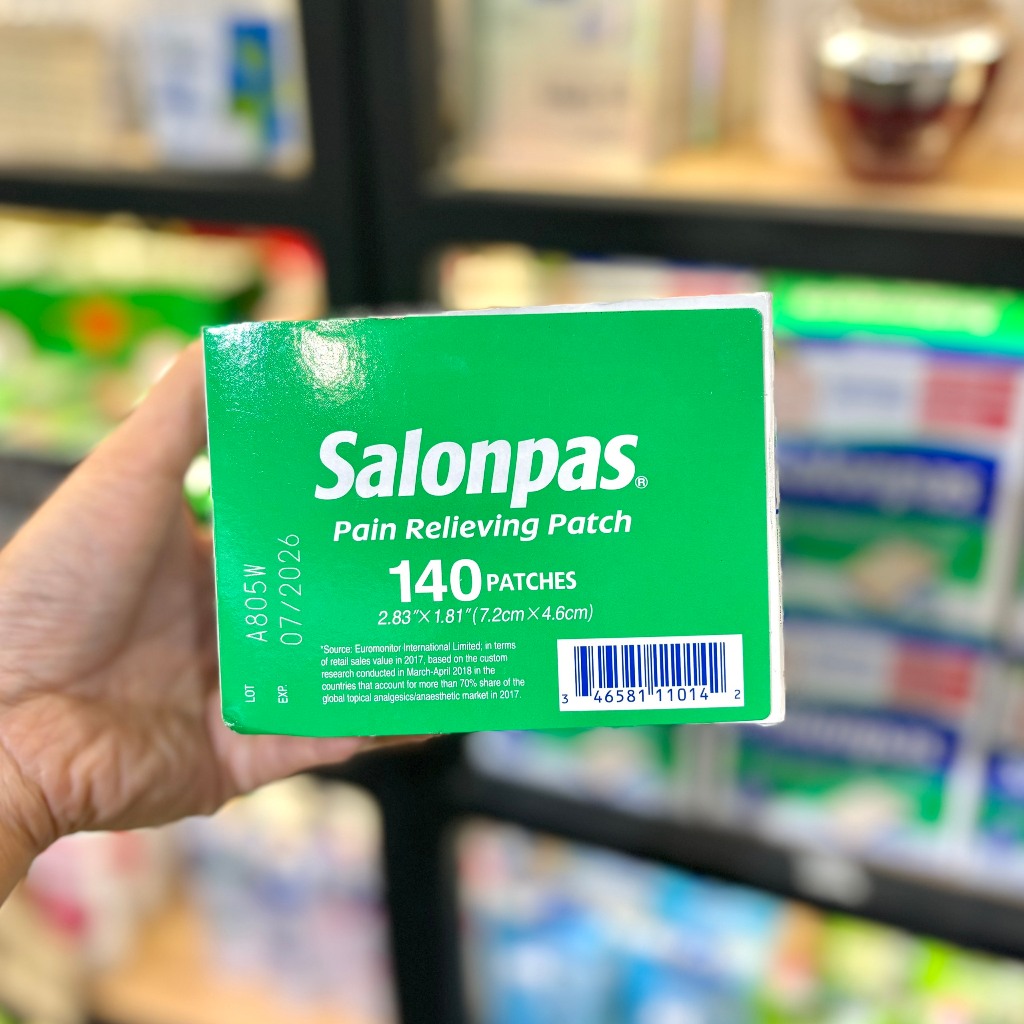 Salonpas®
Pain Relieving Patch
140 PATCHES
2.83"×1.81"(7.2cm×4.6cm)
*Source: Euromonitor International Limited; in terms
of retail sales value in 2017, based on the custom
research conducted in March-April 2018 in the
countries that account for more than 70% share of the
global topical analgesics/anaesthetic market in 2017.
LOT A805W
EXP. 07/2026
3 46581 11014 2